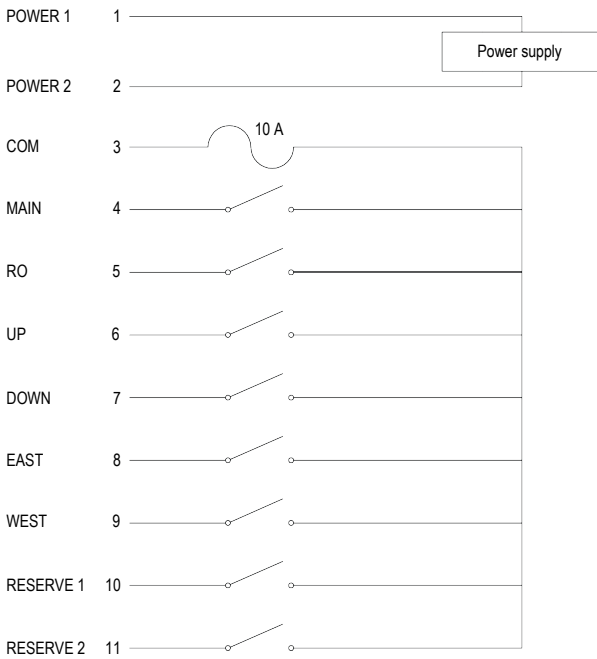 POWER 1 1
Power supply
POWER 2 2
10 A
COM 3
MAIN 4
RO 5
UP 6
DOWN 7
EAST 8
WEST 9
RESERVE 1 10
RESERVE 2 11